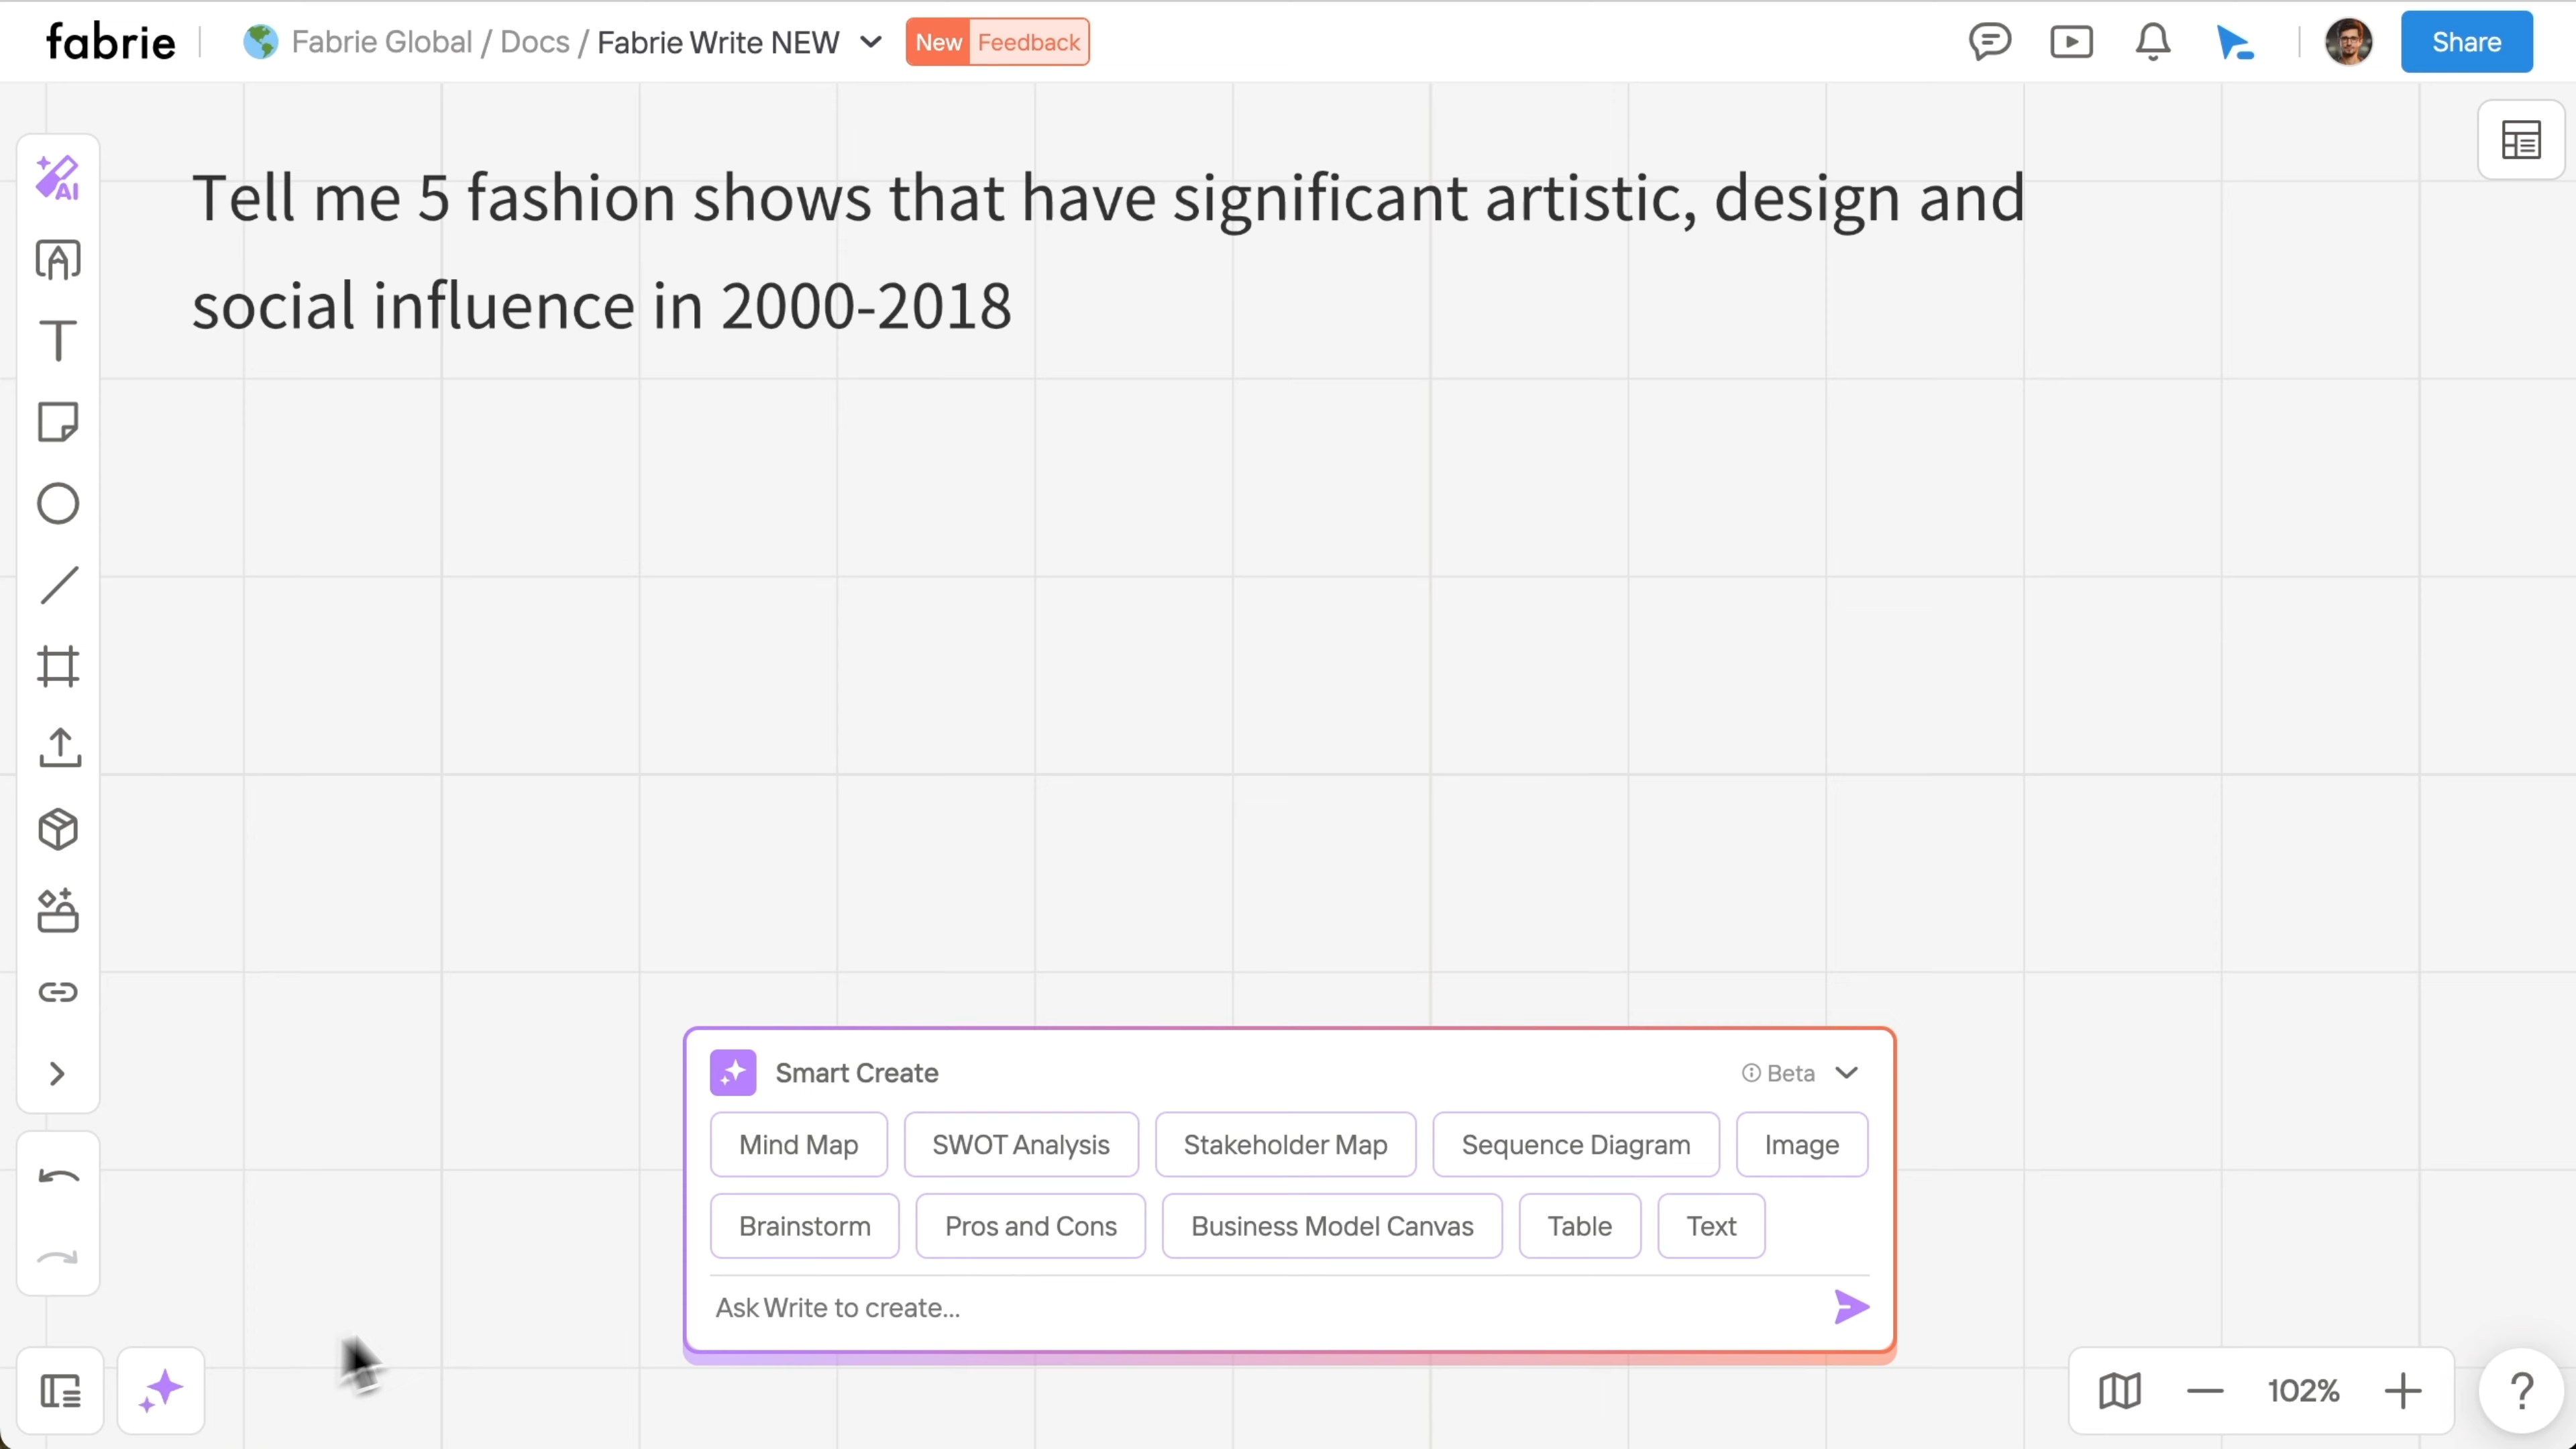 fabrie
Fabrie Global / Docs / Fabrie Write NEW
New Feedback
Share
AI
Tell me 5 fashion shows that have significant artistic, design and
social influence in 2000-2018
Smart Create
Beta
Mind Map SWOT Analysis Stakeholder Map Sequence Diagram Image
Brainstorm Pros and Cons Business Model Canvas Table Text
Ask Write to create...
102%
?